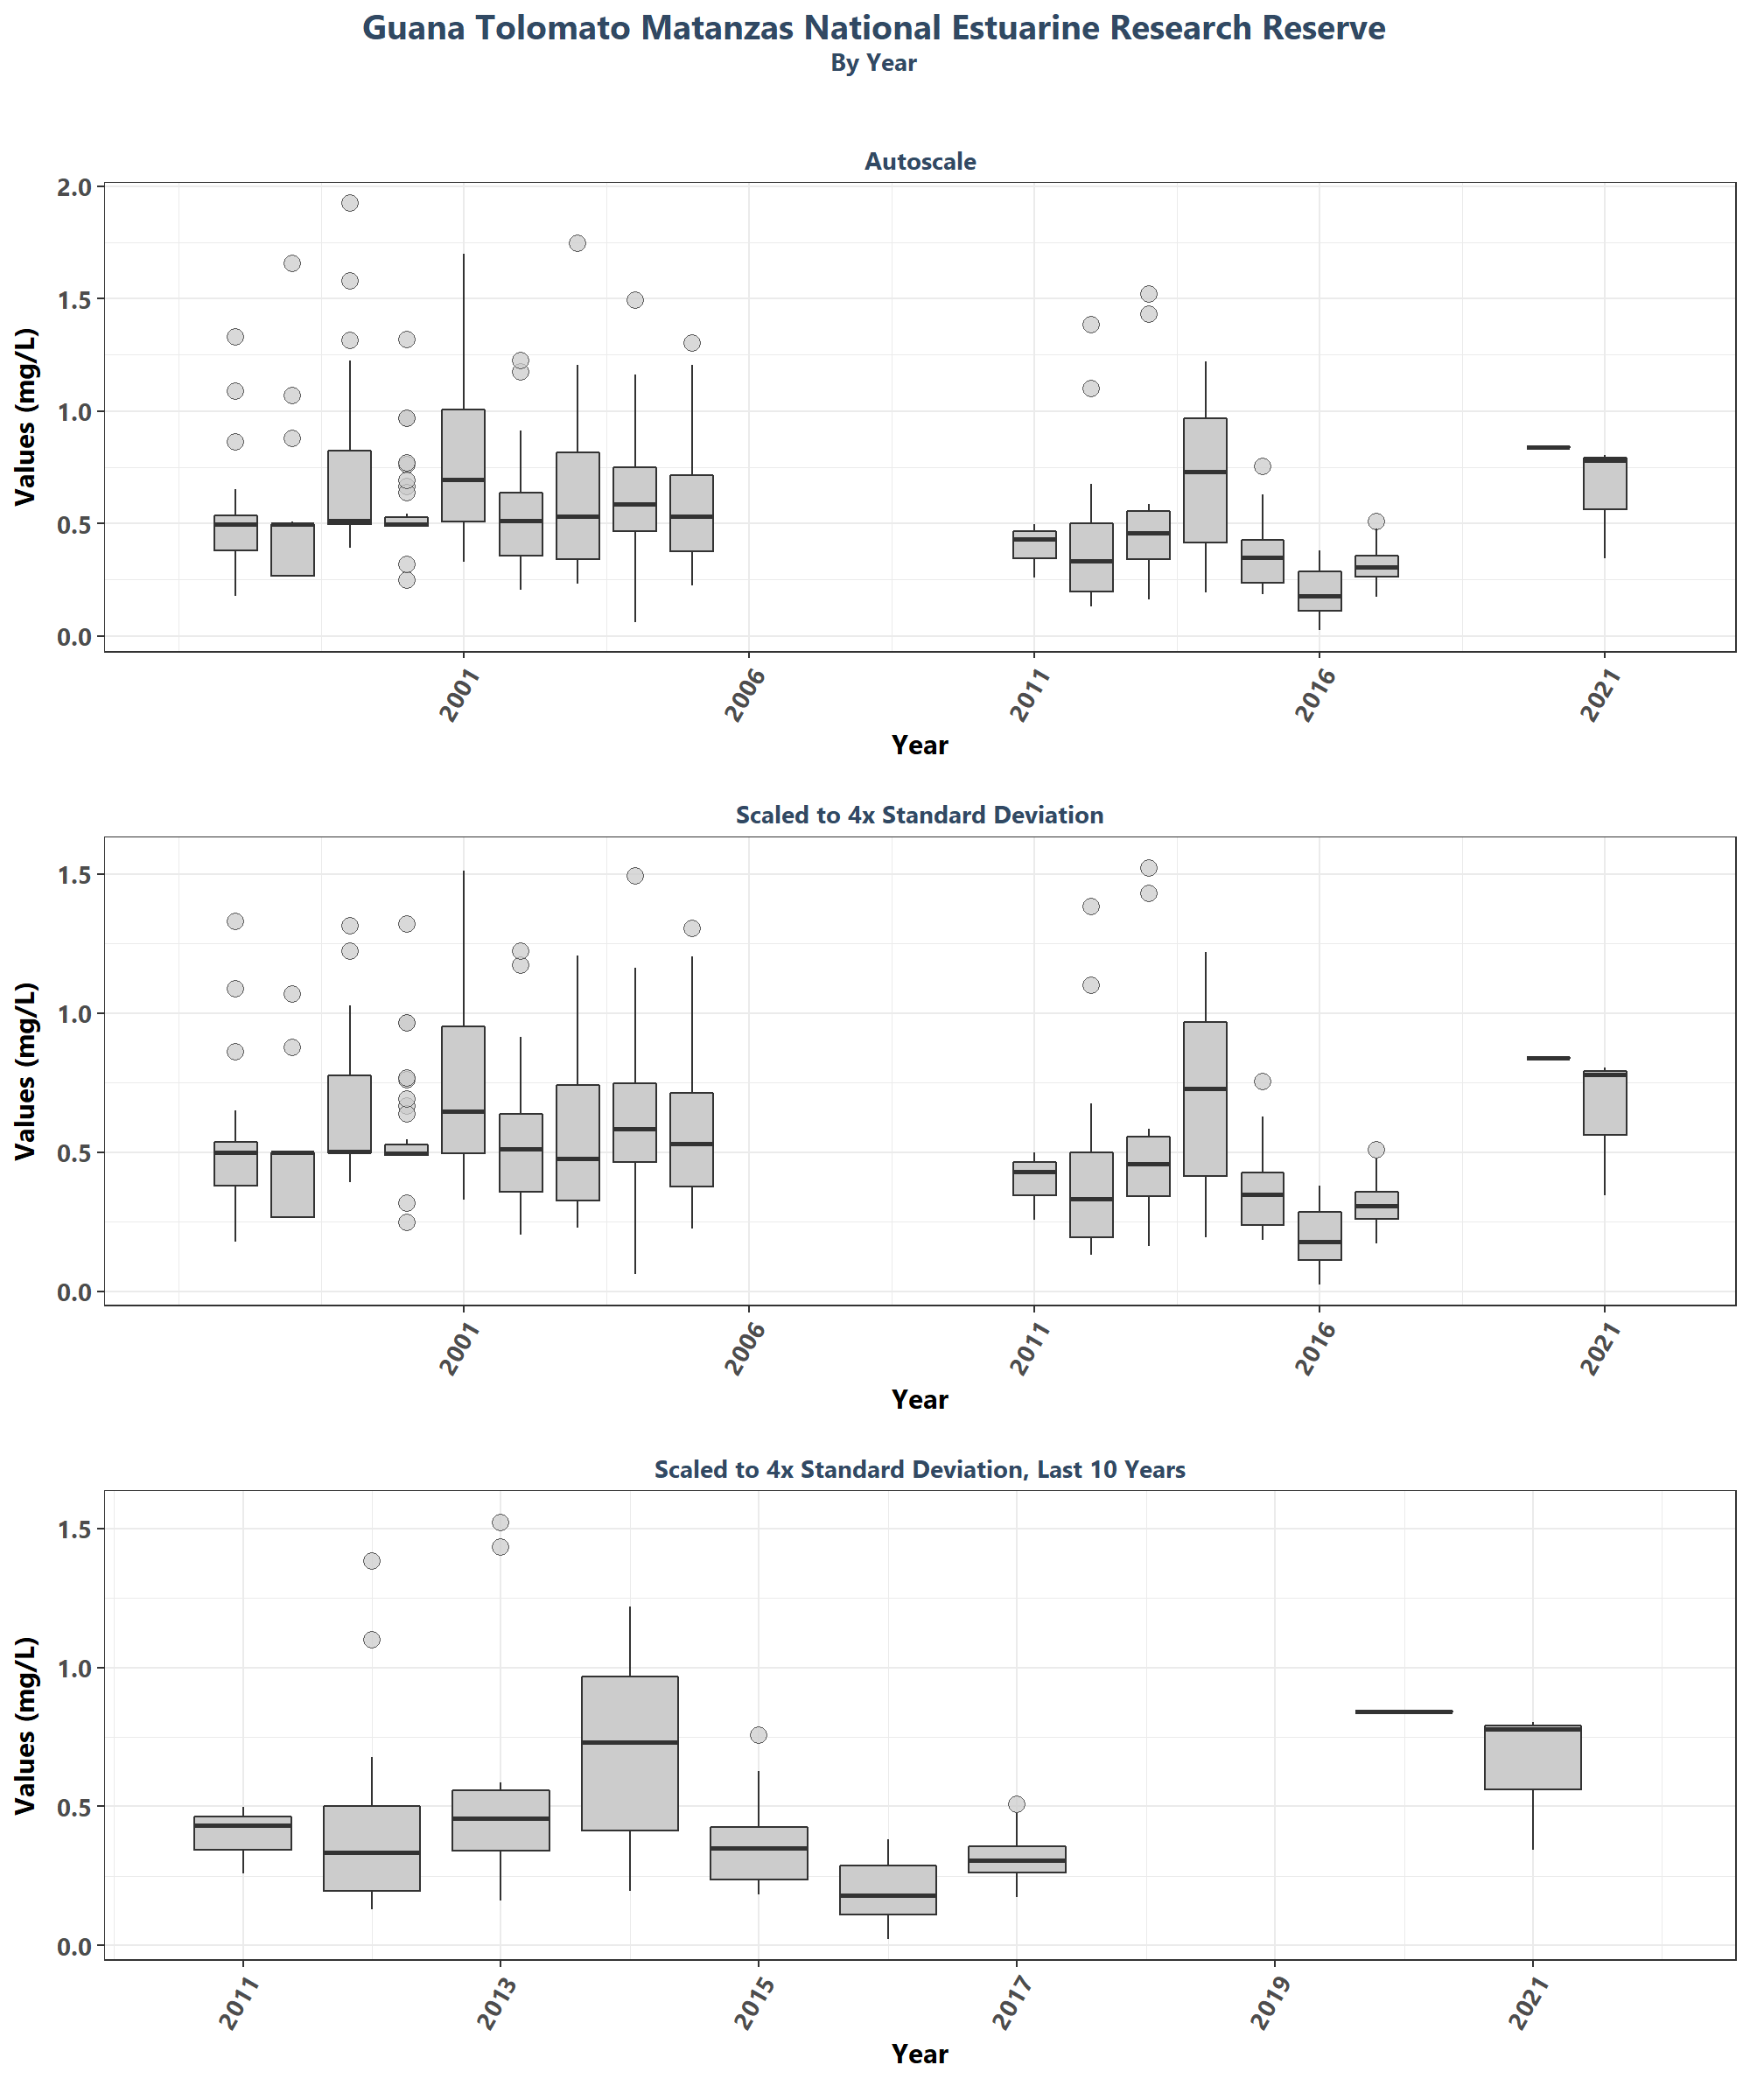 Guana Tolomato Matanzas National Estuarine Research Reserve
By Year
Autoscale
Values (mg/L)
2.0
1.5
1.0
0.5
0.0
2001
2006
2011
2016
2021
Year
Scaled to 4x Standard Deviation
Values (mg/L)
1.5
1.0
0.5
0.0
2001
2006
2011
2016
2021
Year
Scaled to 4x Standard Deviation, Last 10 Years
Values (mg/L)
1.5
1.0
0.5
0.0
2011
2013
2015
2017
2019
2021
Year